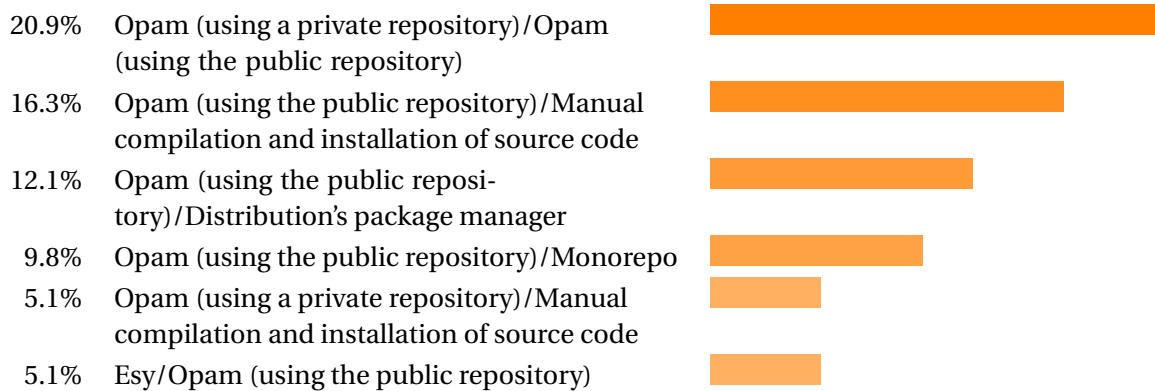 20.9% Opam (using a private repository)/Opam
(using the public repository)
16.3% Opam (using the public repository)/Manual
compilation and installation of source code
12.1% Opam (using the public reposi-
tory)/Distribution's package manager
9.8% Opam (using the public repository)/Monorepo
5.1% Opam (using a private repository)/Manual
compilation and installation of source code
5.1% Esy/Opam (using the public repository)